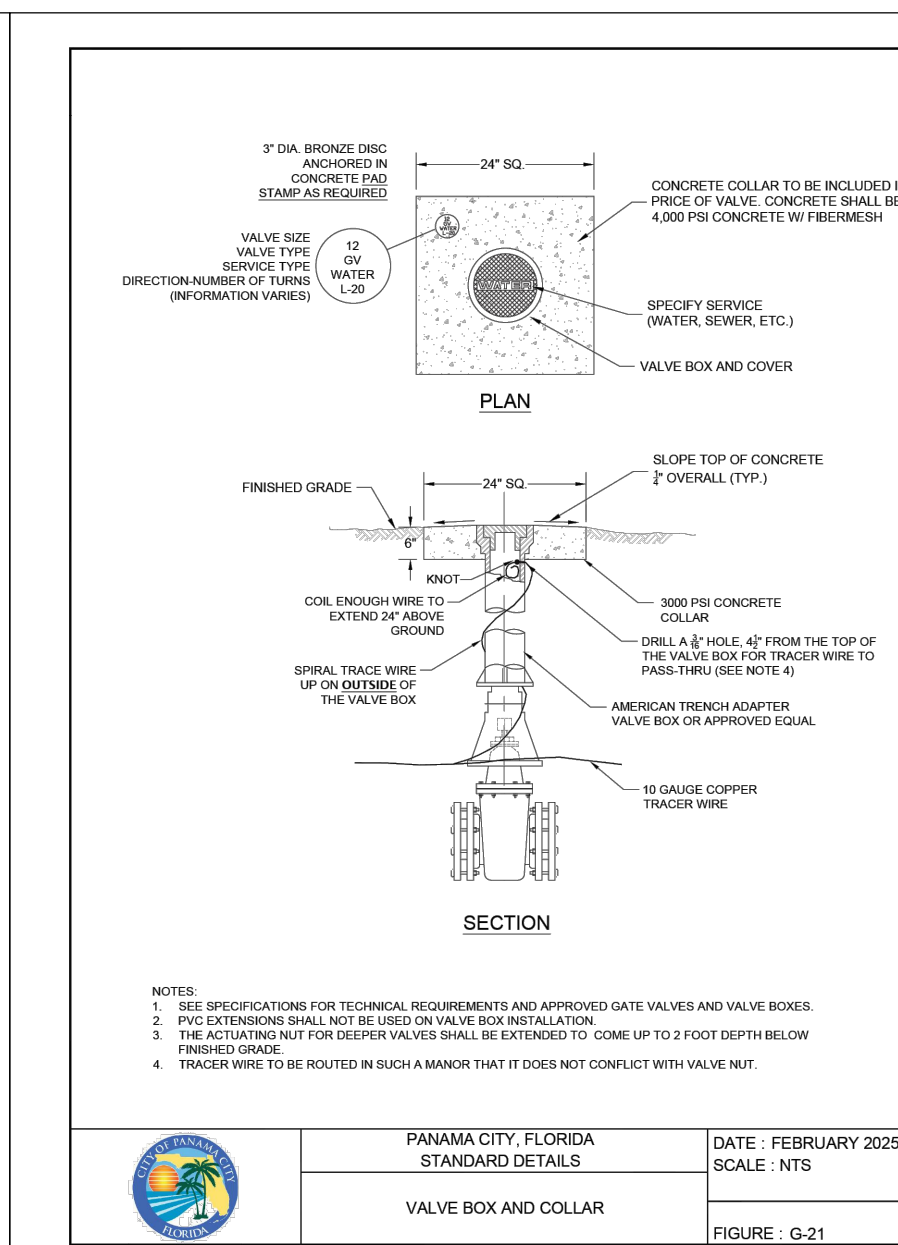 3" DIA. BRONZE DISC
ANCHORED IN
CONCRETE PAD
STAMP AS REQUIRED
24" SQ.
CONCRETE COLLAR TO BE INCLUDED I
PRICE OF VALVE. CONCRETE SHALL BE
4,000 PSI CONCRETE W/ FIBERMESH
12
GV
WATER
L-20
VALVE SIZE
VALVE TYPE
SERVICE TYPE
DIRECTION-NUMBER OF TURNS
(INFORMATION VARIES)
12
GV
WATER
L-20
WATER
SPECIFY SERVICE
(WATER, SEWER, ETC.)
VALVE BOX AND COVER
PLAN
SLOPE TOP OF CONCRETE
1/4" OVERALL (TYP.)
24" SQ.
FINISHED GRADE
6"
KNOT
COIL ENOUGH WIRE TO
EXTEND 24" ABOVE
GROUND
3000 PSI CONCRETE
COLLAR
DRILL A 3/16" HOLE, 4 1/2" FROM THE TOP OF
THE VALVE BOX FOR TRACER WIRE TO
PASS-THRU (SEE NOTE 4)
SPIRAL TRACE WIRE
UP ON OUTSIDE OF
THE VALVE BOX
AMERICAN TRENCH ADAPTER
VALVE BOX OR APPROVED EQUAL
10 GAUGE COPPER
TRACER WIRE
SECTION
NOTES:
1. SEE SPECIFICATIONS FOR TECHNICAL REQUIREMENTS AND APPROVED GATE VALVES AND VALVE BOXES.
2. PVC EXTENSIONS SHALL NOT BE USED ON VALVE BOX INSTALLATION.
3. THE ACTUATING NUT FOR DEEPER VALVES SHALL BE EXTENDED TO COME UP TO 2 FOOT DEPTH BELOW
FINISHED GRADE.
4. TRACER WIRE TO BE ROUTED IN SUCH A MANOR THAT IT DOES NOT CONFLICT WITH VALVE NUT.
CITY OF PANAMA CITY
FLORIDA
PANAMA CITY, FLORIDA
STANDARD DETAILS
VALVE BOX AND COLLAR
DATE : FEBRUARY 2025
SCALE : NTS
FIGURE : G-21